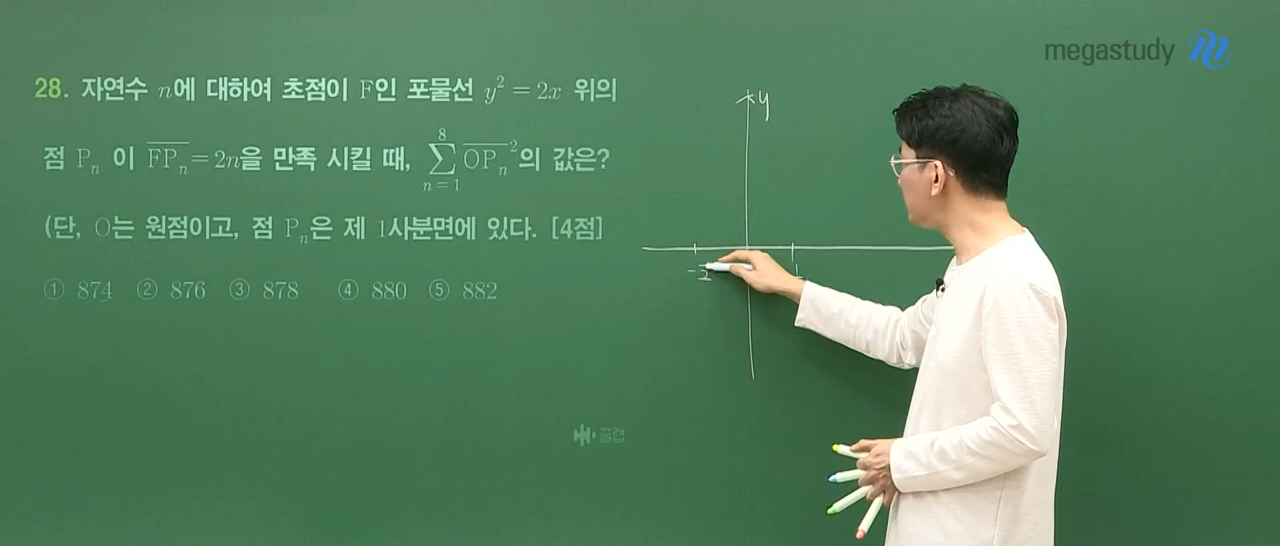 megastudy
28. 자연수 n에 대하여 초점이 F인 포물선 y² = 2x 위의
점 Pₙ 이 F̅P̅ₙ = 2n을 만족 시킬 때, ∑ₙ₌₁⁸ O̅P̅ₙ²의 값은?
(단, O는 원점이고, 점 Pₙ은 제 1사분면에 있다. [4점]
① 874 ② 876 ③ 878 ④ 880 ⑤ 882
y